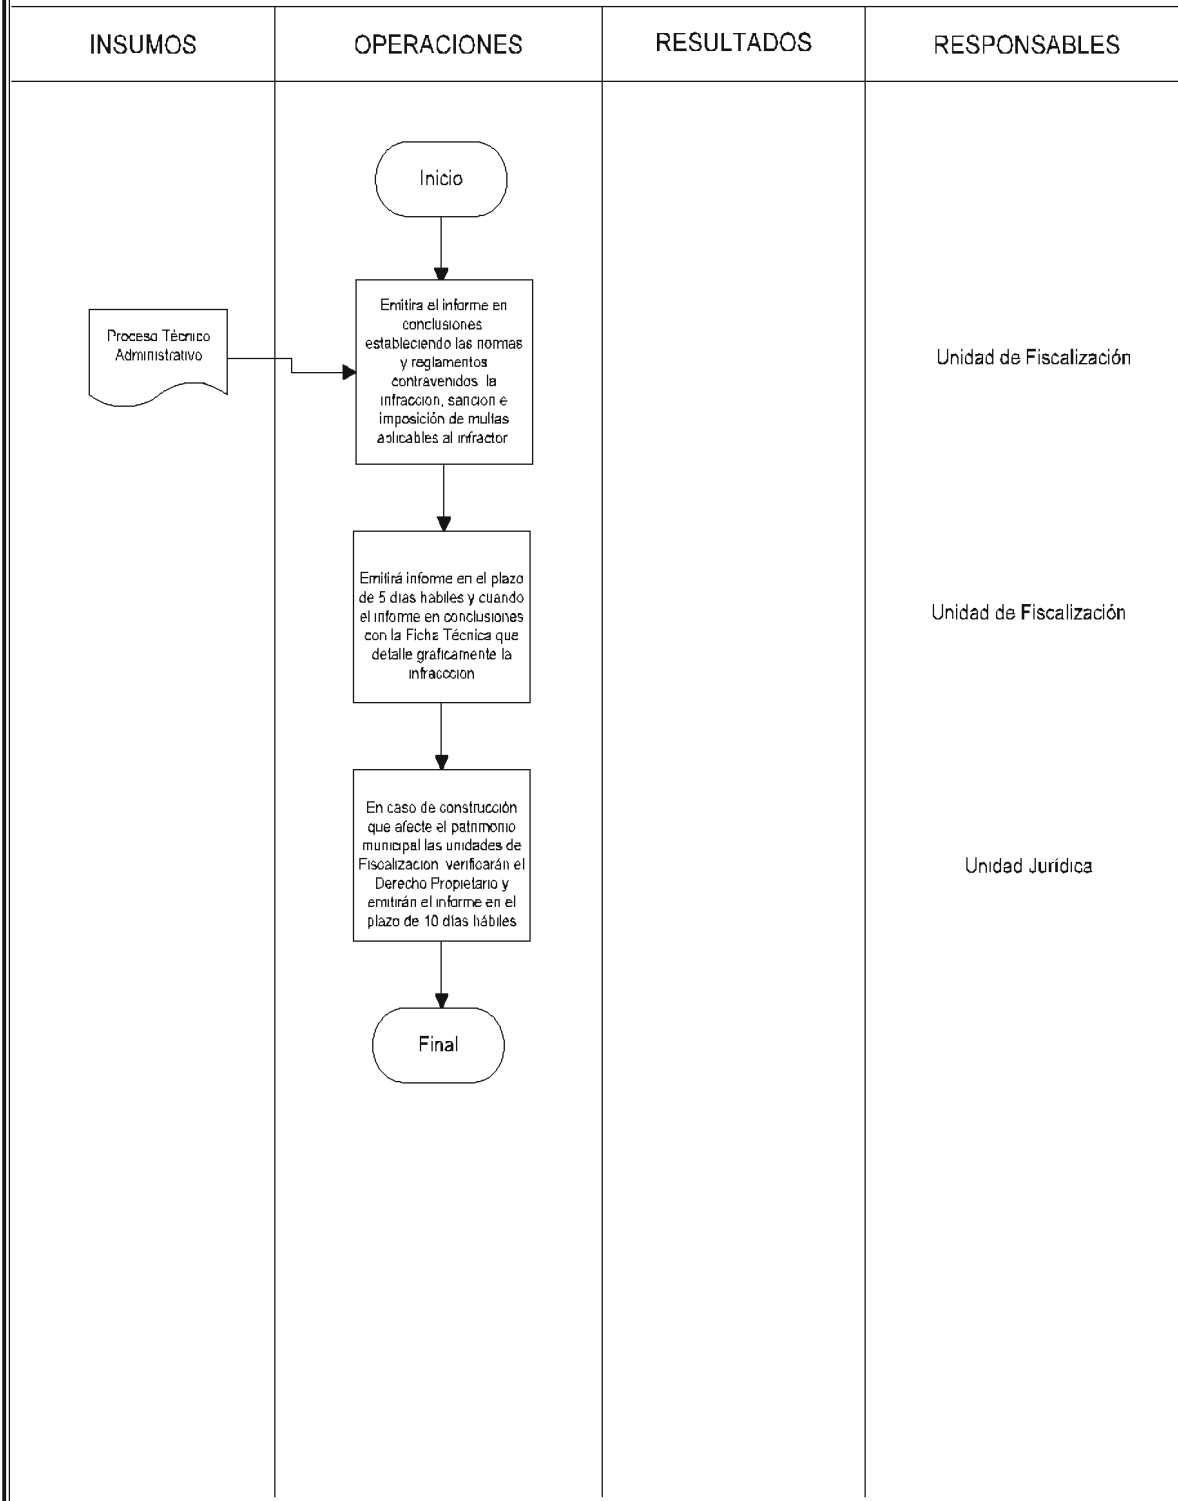 INSUMOS
OPERACIONES
RESULTADOS
RESPONSABLES
Inicio
Proceso Técnico
Administrativo
Emitira el informe en
conclusiones
estableciendo las normas
y reglamentos
contravenidos la
infraccion, sancion e
imposición de multas
aplicables al infractor
Unidad de Fiscalización
Emitirá informe en el plazo
de 5 dias habiles y cuando
el informe en conclusiones
con la Ficha Técnica que
detalle graficamente la
infracccion
Unidad de Fiscalización
En caso de construcción
que afecte el patrimonio
municipal las unidades de
Fiscalizacion verificarán el
Derecho Propietario y
emitirán el informe en el
plazo de 10 días hábiles
Unidad Jurídica
Final